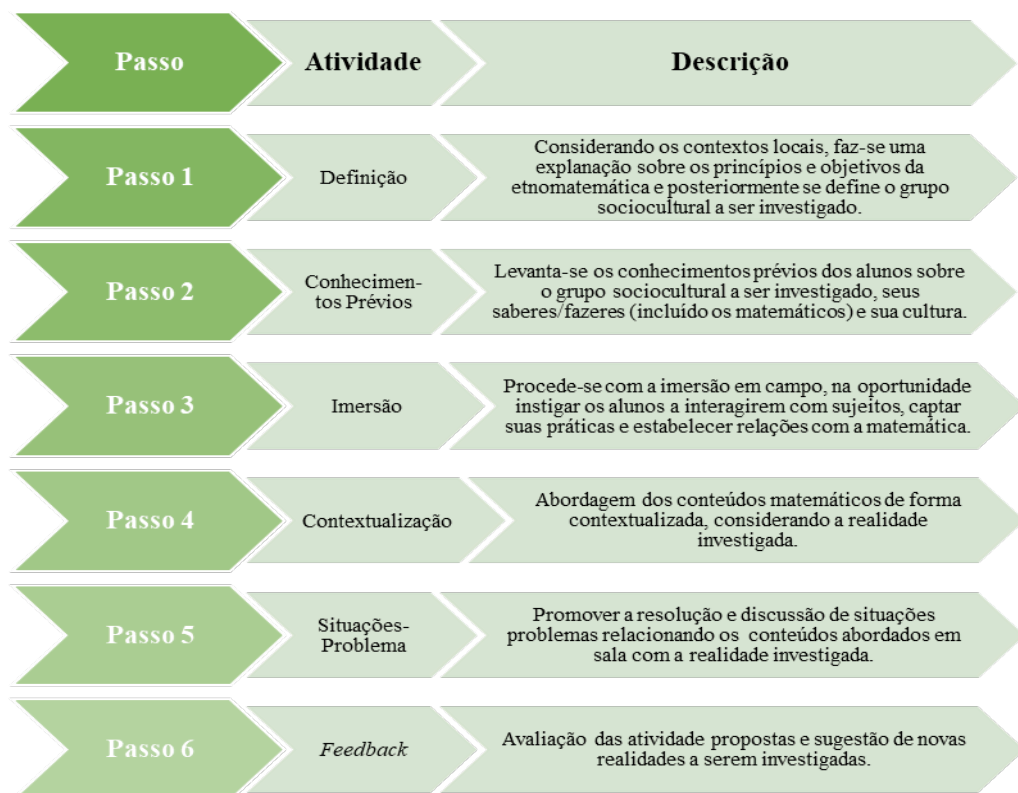 Passo
Atividade
Descrição
Passo 1
Definição
Considerando os contextos locais, faz-se uma
explanação sobre os princípios e objetivos da
etnomatemática e posteriormente se define o grupo
sociocultural a ser investigado.
Passo 2
Conhecimen-
tos Prévios
Levanta-se os conhecimentos prévios dos alunos sobre
o grupo sociocultural a ser investigado, seus
saberes/fazeres (incluído os matemáticos) e sua cultura.
Passo 3
Imersão
Procede-se com a imersão em campo, na oportunidade
instigar os alunos a interagirem com sujeitos, captar
suas práticas e estabelecer relações com a matemática.
Passo 4
Contextualização
Abordagem dos conteúdos matemáticos de forma
contextualizada, considerando a realidade
investigada.
Passo 5
Situações-
Problema
Promover a resolução e discussão de situações
problemas relacionando os conteúdos abordados em
sala com a realidade investigada.
Passo 6
Feedback
Avaliação das atividade propostas e sugestão de novas
realidades a serem investigadas.